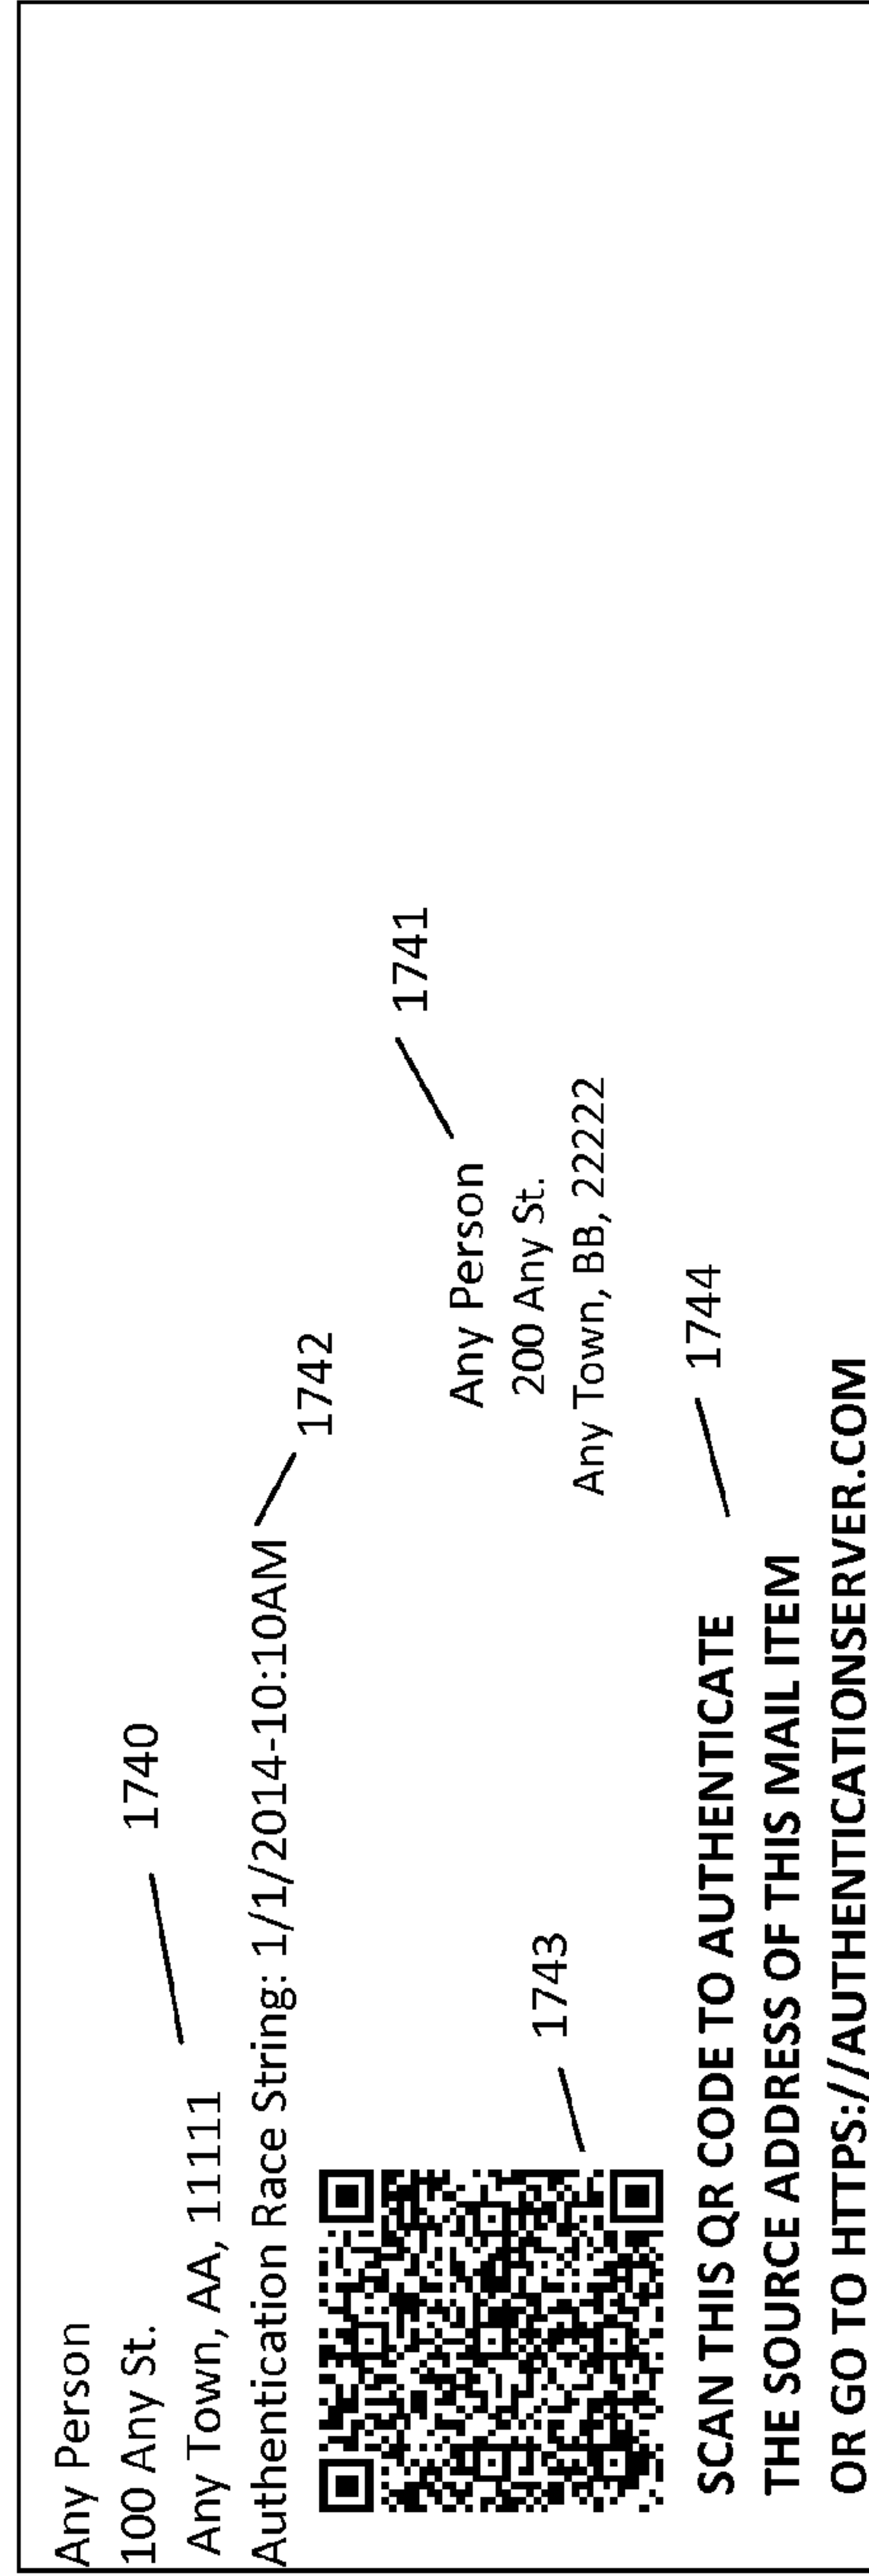 Any Person
100 Any St.
Any Town, AA, 11111
1740
Authentication Race String: 1/1/2014-10:10AM
1742
1743
Any Person
1741
200 Any St.
Any Town, BB, 22222
SCAN THIS QR CODE TO AUTHENTICATE
1744
THE SOURCE ADDRESS OF THIS MAIL ITEM
OR GO TO HTTPS://AUTHENTICATIONSERVER.COM